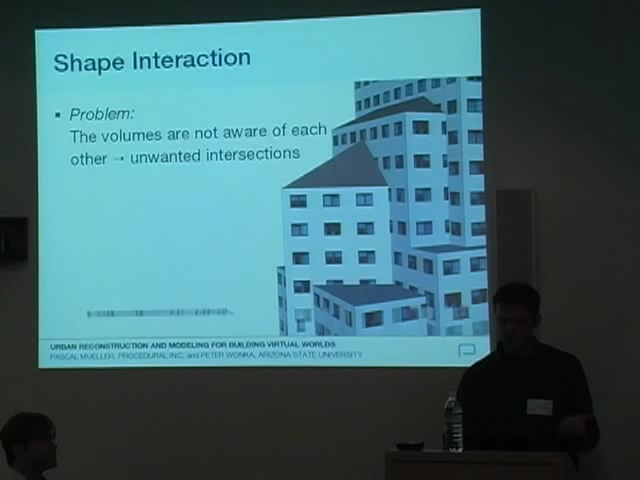 Shape Interaction
▪ Problem:
The volumes are not aware of each
other → unwanted intersections
URBAN RECONSTRUCTION AND MODELING FOR BUILDING VIRTUAL WORLDS
PASCAL MUELLER, PROCEDURAL INC. and PETER WONKA, ARIZONA STATE UNIVERSITY